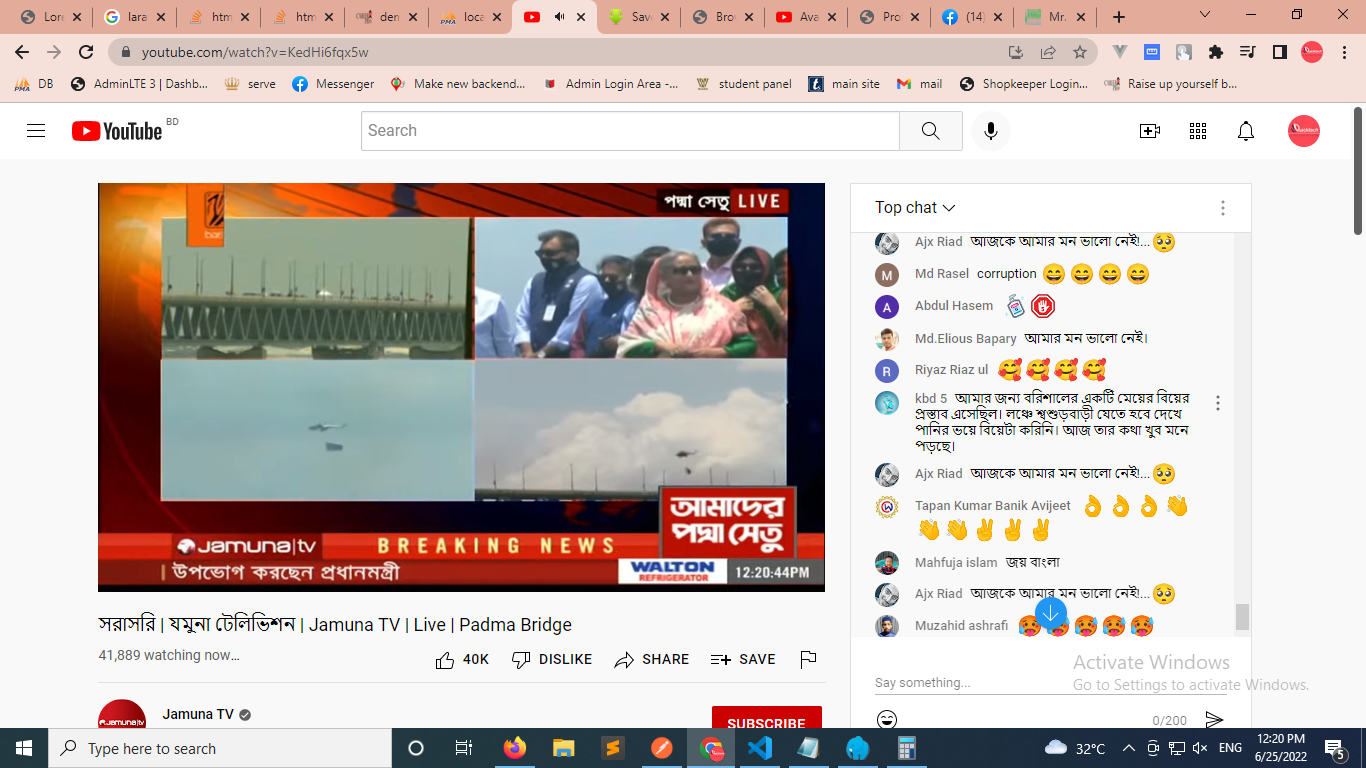 Lore
lara
htm
htm
den
loca
Save
Bro
Ava
Pro
(14)
Mr.
youtube.com/watch?v=KedHi6fqx5w
DB
AdminLTE 3 | Dashb...
serve
Messenger
Make new backend...
Admin Login Area -...
student panel
main site
mail
Shopkeeper Login...
Raise up yourself b...
YouTube BD
Search
পদ্মা সেতু LIVE
আমাদের
পদ্মা সেতু
Jamuna|tv BREAKING NEWS
উপভোগ করছেন প্রধানমন্ত্রী
WALTON
REFRIGERATOR
12:20:44PM
সরাসরি | যমুনা টেলিভিশন | Jamuna TV | Live | Padma Bridge
41,889 watching now...
40K DISLIKE SHARE SAVE
Jamuna TV
SUBSCRIBE
Top chat
Ajx Riad আজকে আমার মন ভালো নেই!...🥺
Md Rasel corruption 😄😄😄😄
Abdul Hasem
Md.Elious Bapary আমার মন ভালো নেই।
Riyaz Riaz ul 🥰🥰🥰🥰
kbd 5 আমার জন্য বরিশালের একটি মেয়ের বিয়ের
প্রস্তাব এসেছিল। লঞ্চে শ্বশুড়বাড়ী যেতে হবে দেখে
পানির ভয়ে বিয়েটা করিনি। আজ তার কথা খুব মনে
পড়ছে।
Ajx Riad আজকে আমার মন ভালো নেই!...🥺
Tapan Kumar Banik Avijeet 👌👌👌👋
👋👋✌✌✌
Mahfuja islam জয় বাংলা
Ajx Riad আজকে আমার মন ভালো নেই!...🥺
Muzahid ashrafi 🥵🥵🥵🥵🥵
Say something...
0/200
Activate Windows
Go to Settings to activate Windows.
Type here to search
32°C
ENG
12:20 PM
6/25/2022
5